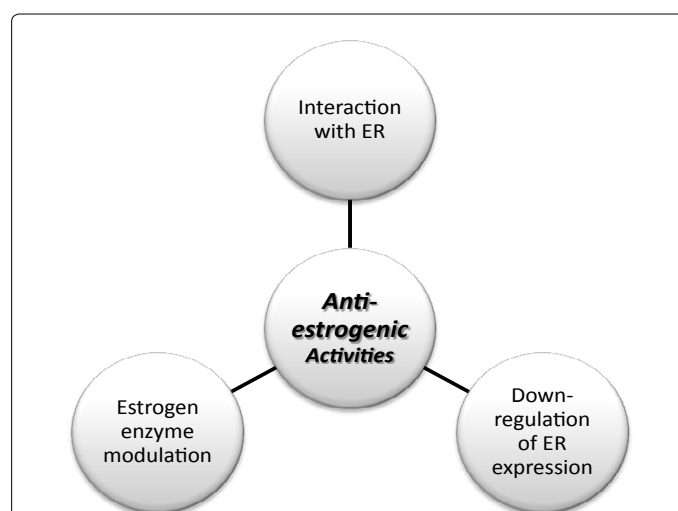 Interaction
with ER
Anti-
estrogenic
Activities
Estrogen
enzyme
modulation
Down-
regulation
of ER
expression